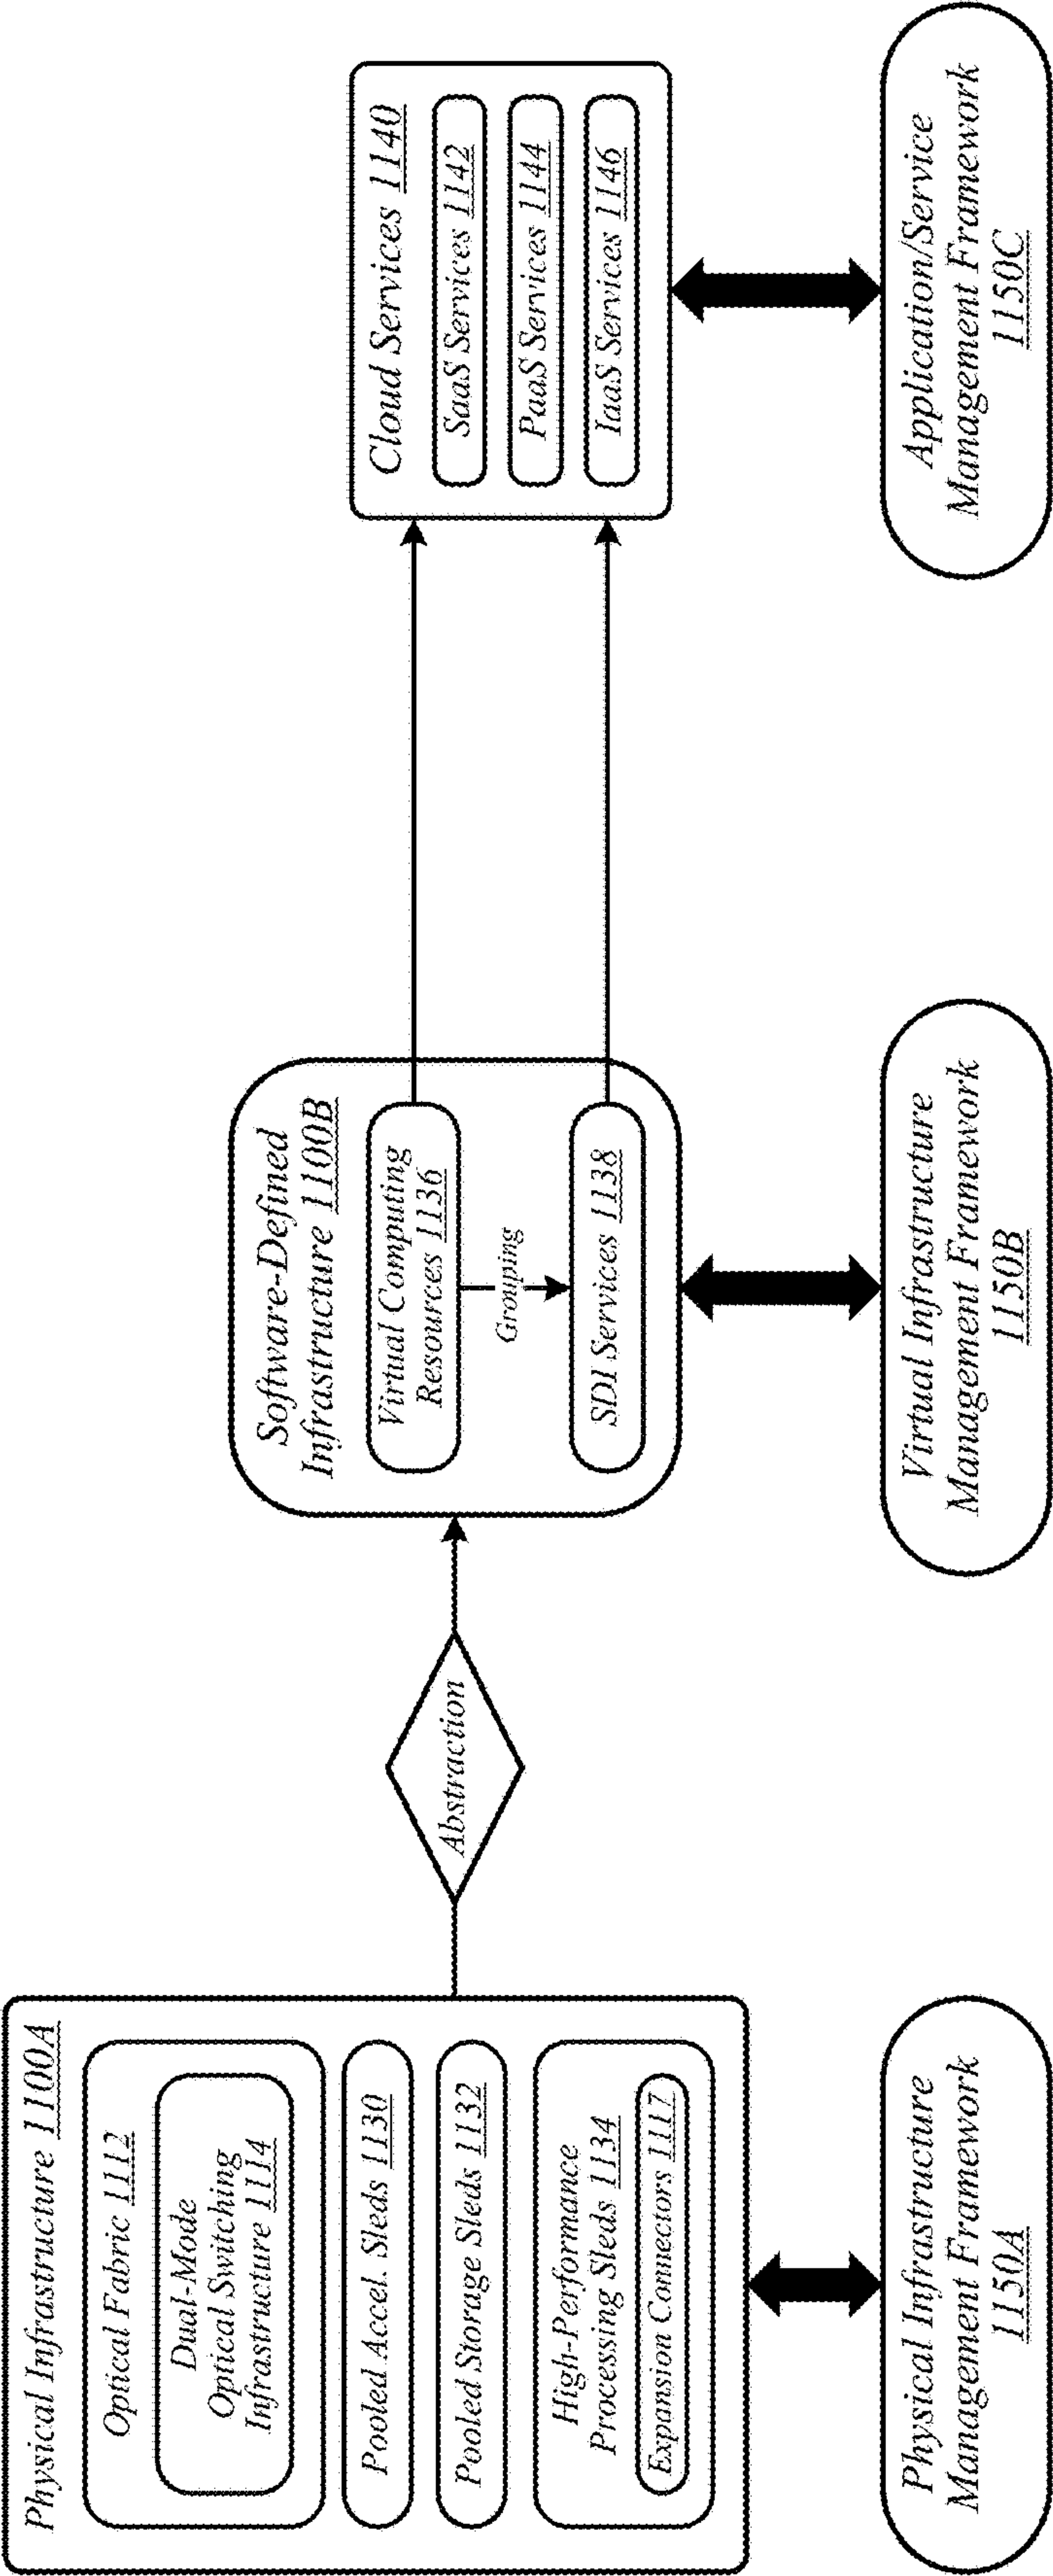 Physical Infrastructure 1100A
Optical Fabric 1112
Dual-Mode
Optical Switching
Infrastructure 1114
Pooled Accel. Sleds 1130
Pooled Storage Sleds 1132
High-Performance
Processing Sleds 1134
Expansion Connectors 1117
Physical Infrastructure
Management Framework
1150A
Abstraction
Software-Defined
Infrastructure 1100B
Virtual Computing
Resources 1136
Grouping
SDI Services 1138
Virtual Infrastructure
Management Framework
1150B
Cloud Services 1140
SaaS Services 1142
PaaS Services 1144
IaaS Services 1146
Application/Service
Management Framework
1150C